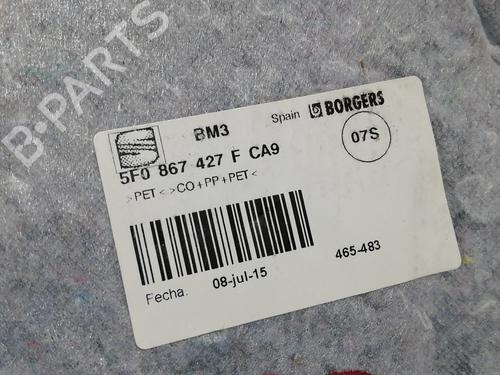 BM3
Spain BORGERS
5F0 867 427 F CA9
07S
>PET< >CO+PP+PET<
465-483
Fecha. 08-jul-15
B-PARTS